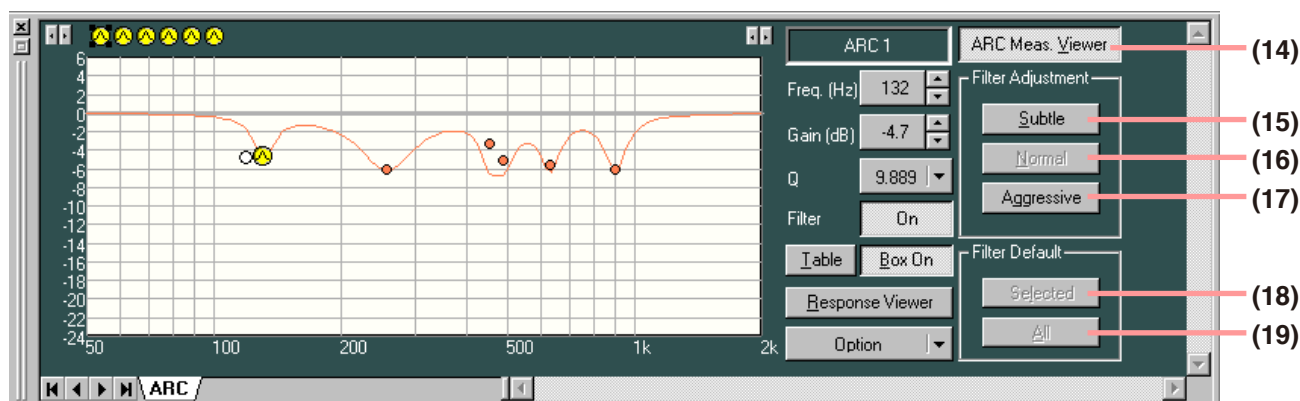 ARC 1
ARC Meas. Viewer
(14)
6
4
2
0
-2
-4
-6
-8
-10
-12
-14
-16
-18
-20
-22
-24
50
100
200
500
1k
2k
Freq. (Hz)
132
Gain (dB)
-4.7
Q
9.889
Filter
On
Table
Box On
Response Viewer
Option
Filter Adjustment
Subtle
(15)
Normal
(16)
Aggressive
(17)
Filter Default
Selected
(18)
All
(19)
ARC